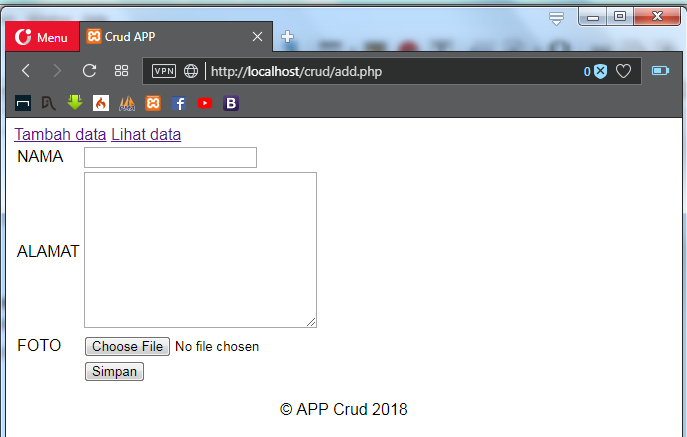 Menu
Crud APP
VPN
http://localhost/crud/add.php
0
PMA
B
Tambah data Lihat data
NAMA
ALAMAT
FOTO Choose File No file chosen
Simpan
© APP Crud 2018